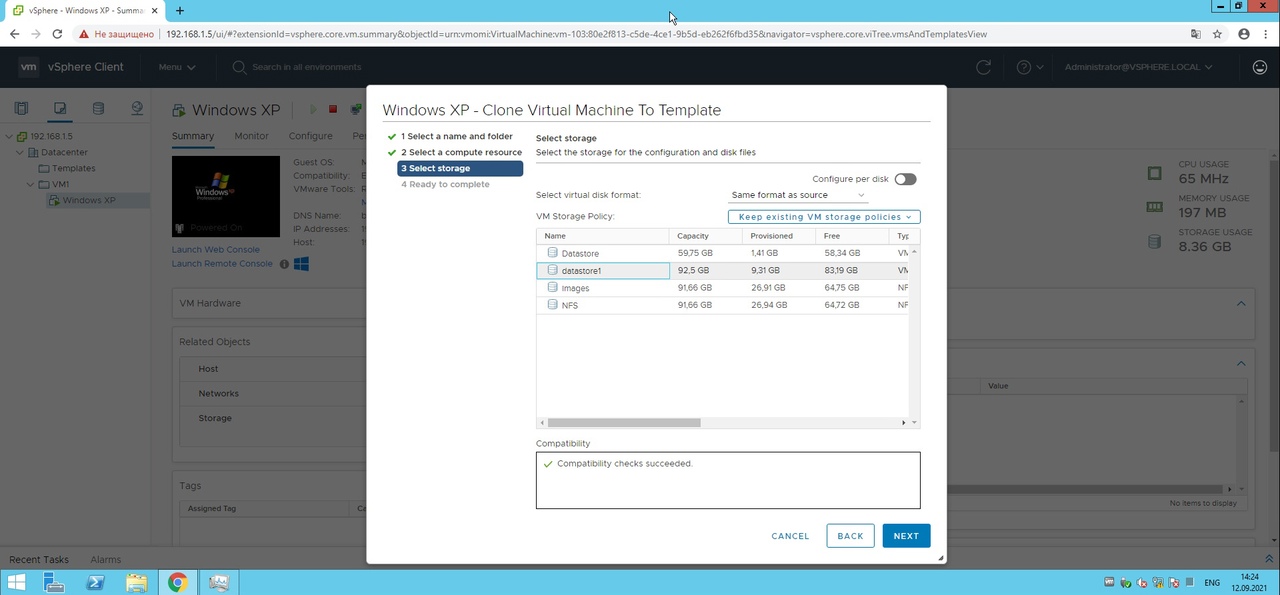 vSphere - Windows XP - Summa
Не защищено
192.168.1.5/ui/#?extensionId=vsphere.core.vm.summary&objectId=urn:vmomi:VirtualMachine:vm-103:80e2f813-c5de-4ce1-9b5d-eb262f6fbd35&navigator=vsphere.core.viTree.vmsAndTemplatesView
vm vSphere Client Menu Search in all environments Administrator@VSPHERE.LOCAL
192.168.1.5
Datacenter
Templates
VM1
Windows XP
Windows XP
Summary Monitor Configure Pe
Windows
Powered On
Launch Web Console
Launch Remote Console
Guest OS:
Compatibility:
VMware Tools:
DNS Name:
IP Addresses:
Host:
VM Hardware
Related Objects
Host
Networks
Storage
Tags
Assigned Tag Ca
Windows XP - Clone Virtual Machine To Template
1 Select a name and folder
2 Select a compute resource
3 Select storage
4 Ready to complete
Select storage
Select the storage for the configuration and disk files
Configure per disk
Select virtual disk format: Same format as source
VM Storage Policy: Keep existing VM storage policies
Name Capacity Provisioned Free Typ
Datastore 59,75 GB 1,41 GB 58,34 GB VM
datastore1 92,5 GB 9,31 GB 83,19 GB VM
images 91,66 GB 26,91 GB 64,75 GB NF
NFS 91,66 GB 26,94 GB 64,72 GB NF
Compatibility
Compatibility checks succeeded.
CANCEL BACK NEXT
CPU USAGE
65 MHz
MEMORY USAGE
197 MB
STORAGE USAGE
8.36 GB
Value
No items to display
Recent Tasks Alarms
ENG
14:24
12.09.2021